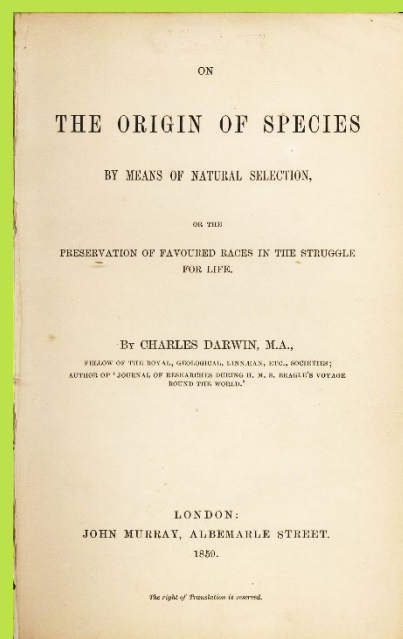 ON
THE ORIGIN OF SPECIES
BY MEANS OF NATURAL SELECTION,
OR THE
PRESERVATION OF FAVOURED RACES IN THE STRUGGLE
FOR LIFE.
BY CHARLES DARWIN, M.A.,
FELLOW OF THE ROYAL, GEOLOGICAL, LINNÆAN, ETC., SOCIETIES;
AUTHOR OF 'JOURNAL OF RESEARCHES DURING H. M. S. BEAGLE'S VOYAGE
ROUND THE WORLD.'
LONDON:
JOHN MURRAY, ALBEMARLE STREET.
1859.
The right of Translation is reserved.